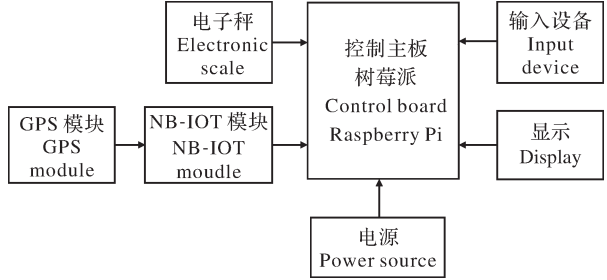 电子秤
Electronic
scale
控制主板
树莓派
Control board
Raspberry Pi
输入设备
Input
device
GPS 模块
GPS
module
NB-IOT 模块
NB-IOT
moudle
显示
Display
电源
Power source